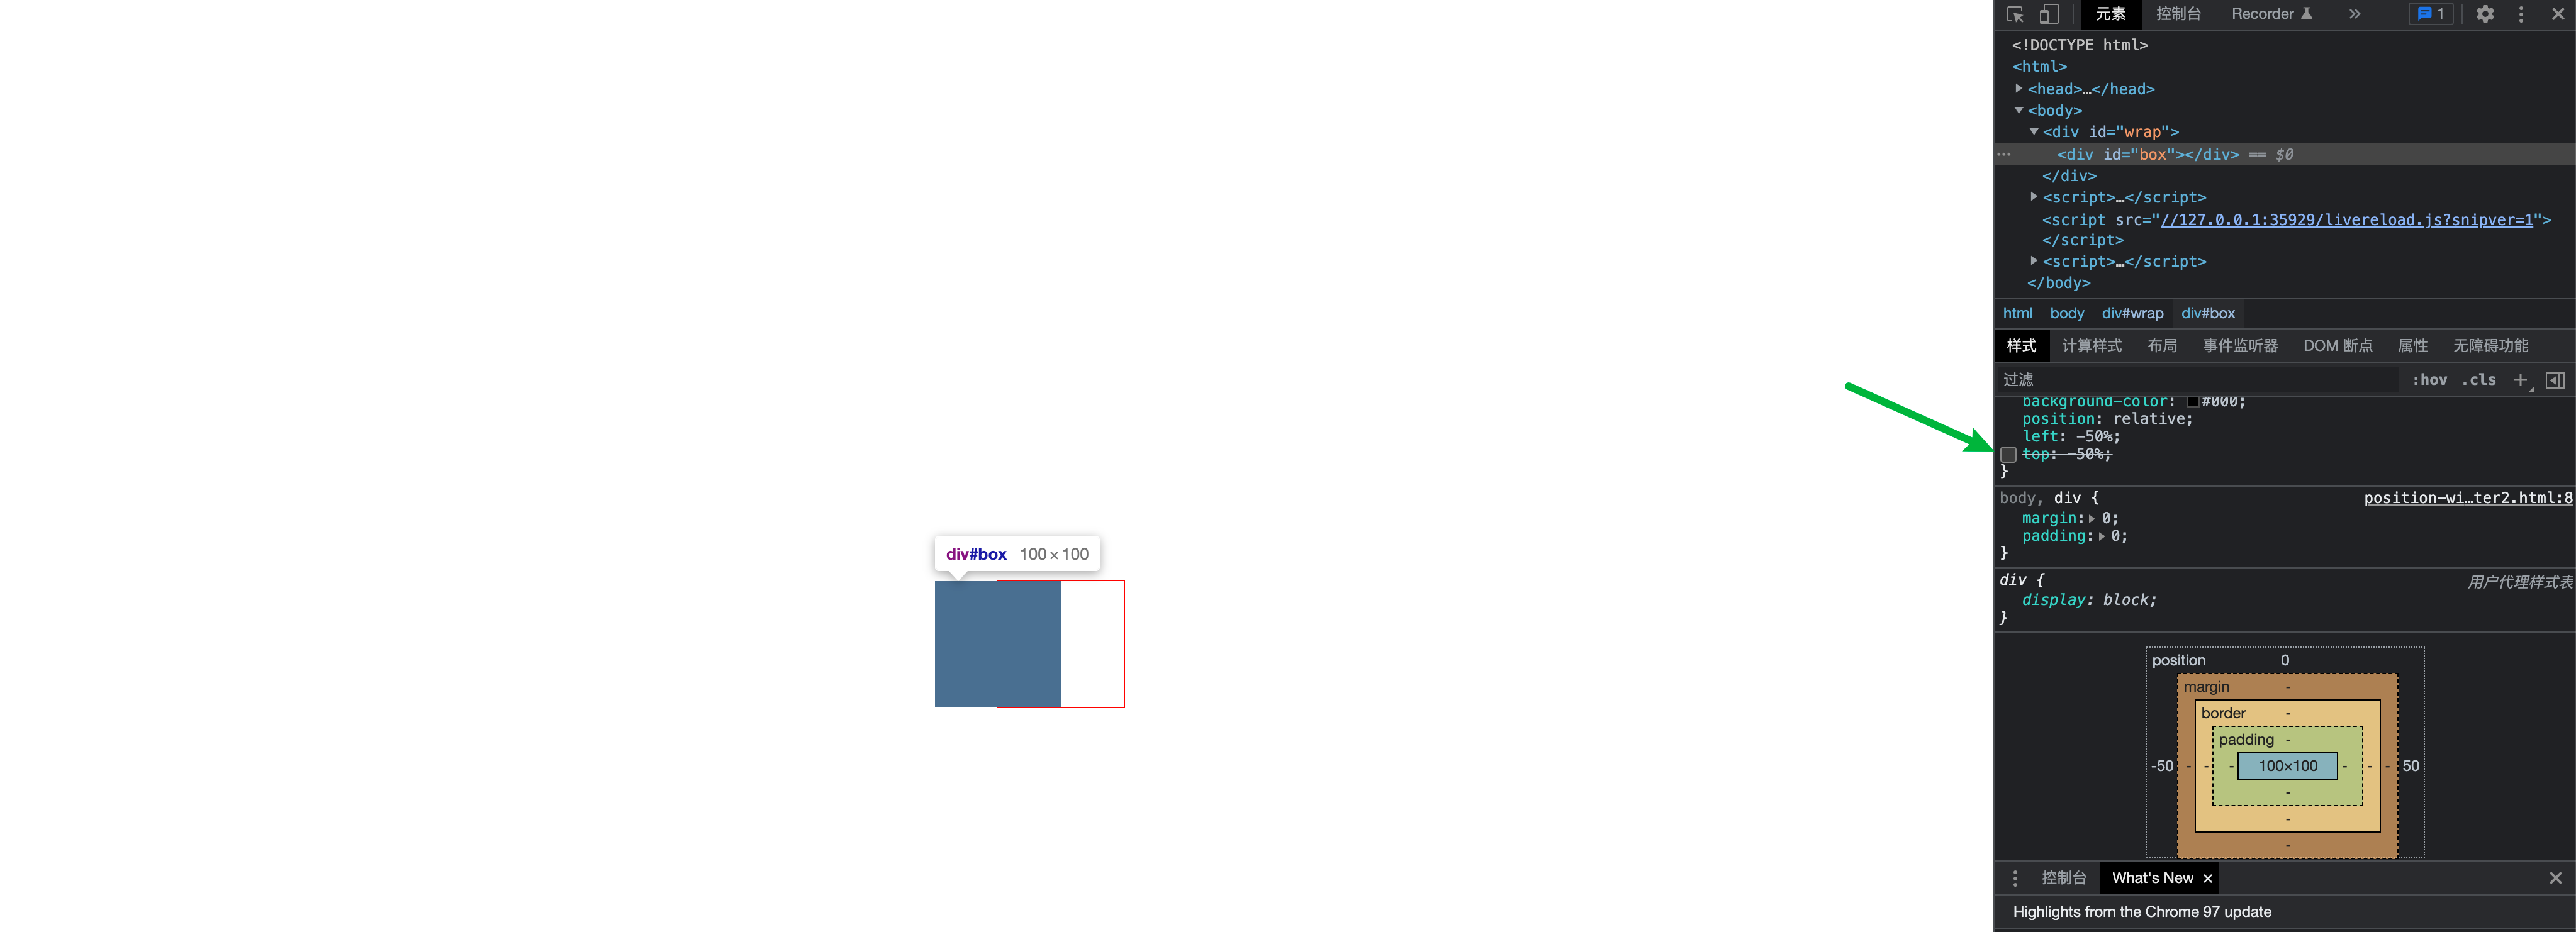 元素 控制台 Recorder 1
<!DOCTYPE html>
<html>
<head>…</head>
<body>
<div id="wrap">
<div id="box"></div> == $0
</div>
<script>…</script>
<script src="//127.0.0.1:35929/livereload.js?snipver=1">
</script>
<script>…</script>
</body>
html body div#wrap div#box
样式 计算样式 布局 事件监听器 DOM 断点 属性 无障碍功能
过滤 :hov .cls
background-color: #000;
position: relative;
left: -50%;
top: -50%;
}
body, div { position-wi…ter2.html:8
margin: 0;
padding: 0;
}
div { 用户代理样式表
display: block;
}
div#box 100 × 100
position 0
margin -
border -
padding -
-50 - - - 100×100 - - - 50
-
-
-
控制台 What's New
Highlights from the Chrome 97 update